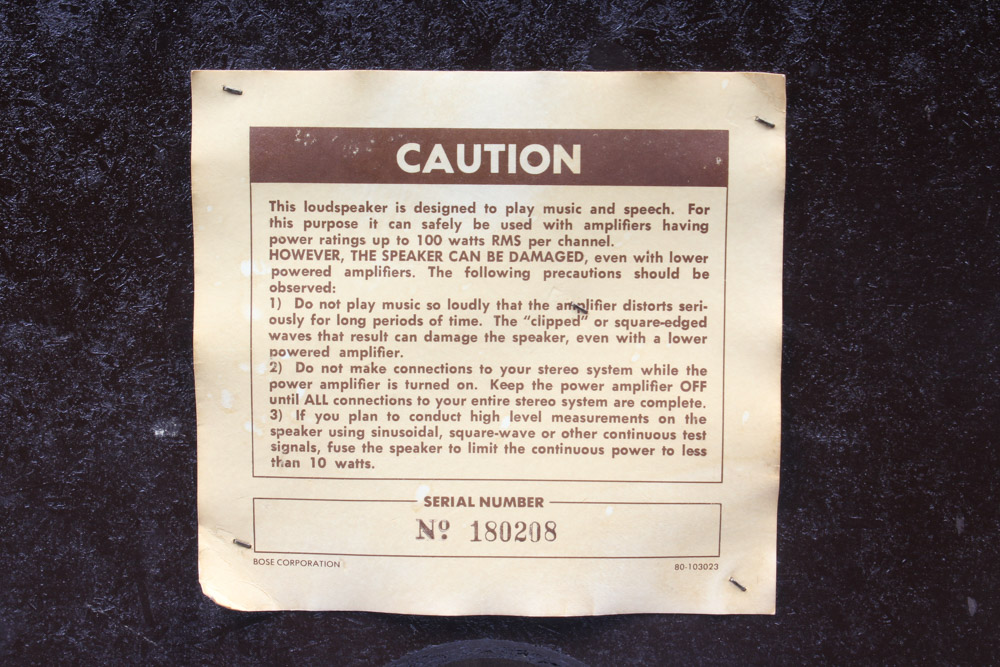 CAUTION
This loudspeaker is designed to play music and speech. For
this purpose it can safely be used with amplifiers having
power ratings up to 100 watts RMS per channel.
HOWEVER, THE SPEAKER CAN BE DAMAGED, even with lower
powered amplifiers. The following precautions should be
observed:
1) Do not play music so loudly that the amplifier distorts seri-
ously for long periods of time. The “clipped” or square-edged
waves that result can damage the speaker, even with a lower
powered amplifier.
2) Do not make connections to your stereo system while the
power amplifier is turned on. Keep the power amplifier OFF
until ALL connections to your entire stereo system are complete.
3) If you plan to conduct high level measurements on the
speaker using sinusoidal, square-wave or other continuous test
signals, fuse the speaker to limit the continuous power to less
than 10 watts.
SERIAL NUMBER
Nº 180208
BOSE CORPORATION 80-103023